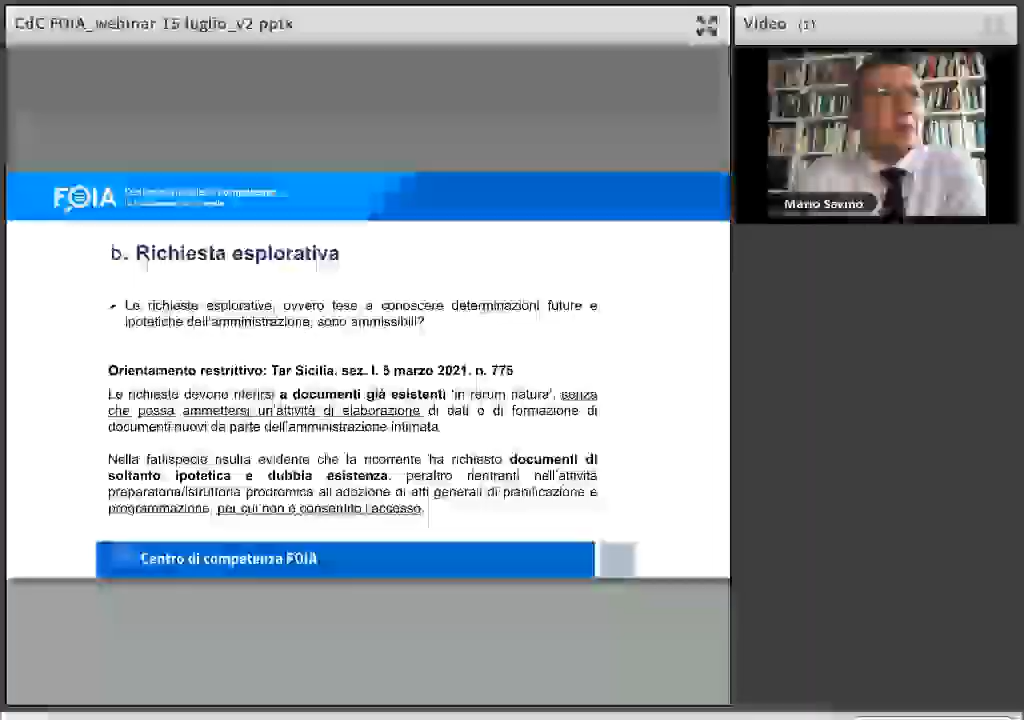 CdC FOIA_webinar 15 luglio_v2 pptx
Video (1)
Mario Savino
FOIA
b. Richiesta esplorativa
Le richieste esplorative, ovvero tese a conoscere determinazioni future e
ipotetiche dell'amministrazione, sono ammissibili?
Orientamento restrittivo: Tar Sicilia, sez. I, 5 marzo 2021, n. 775
Le richieste devono riferirsi a documenti già esistenti 'in rerum natura', senza
che possa ammettersi un'attività di elaborazione di dati o di formazione di
documenti nuovi da parte dell'amministrazione intimata.
Nella fattispecie risulta evidente che la ricorrente ha richiesto documenti di
soltanto ipotetica e dubbia esistenza, peraltro rientranti nell'attività
preparatoria/istruttoria prodromica all'adozione di atti generali di pianificazione e
programmazione, per cui non è consentito l'accesso.
Centro di competenza FOIA